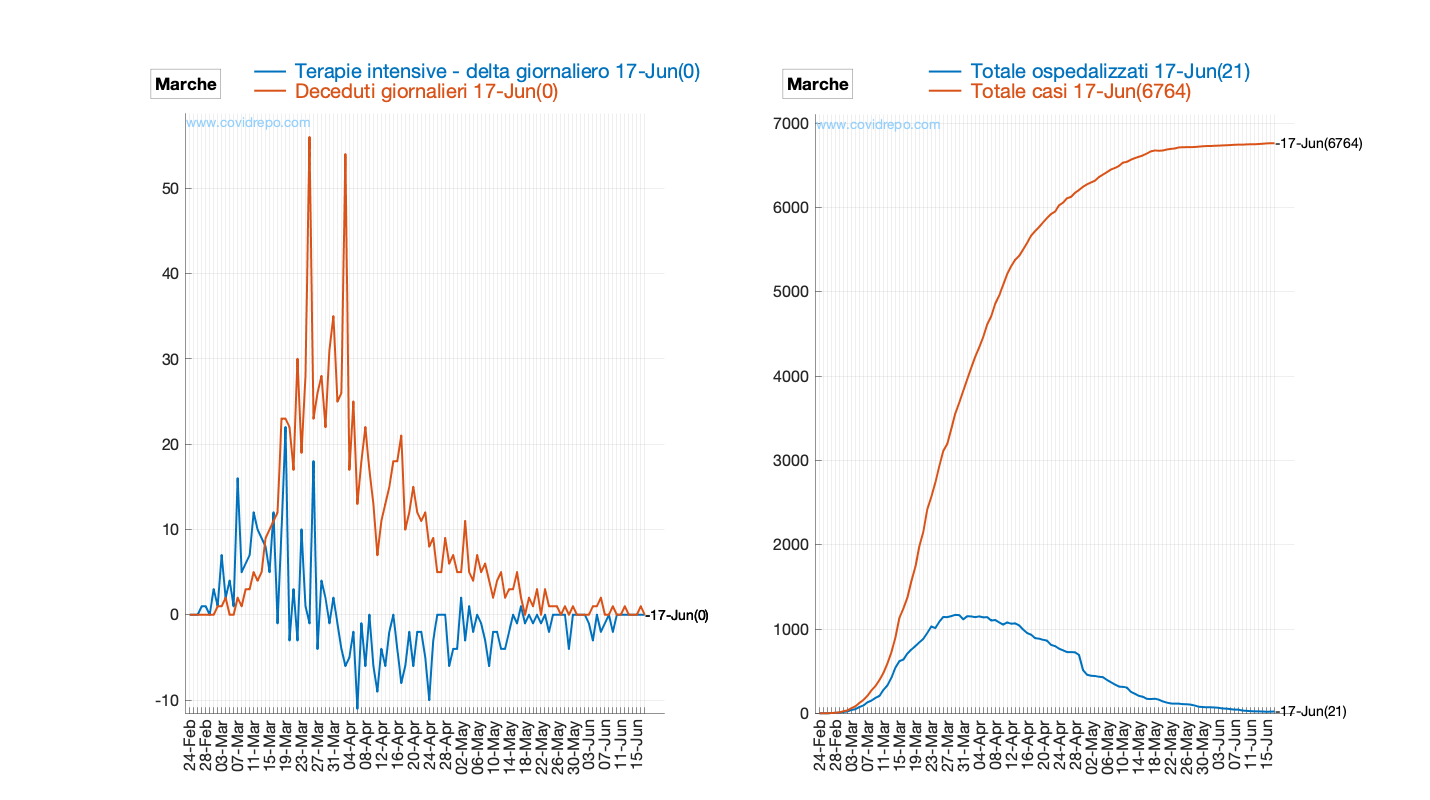 Marche
Terapie intensive - delta giornaliero 17-Jun(0)
Deceduti giornalieri 17-Jun(0)
www.covidrepo.com
50
40
30
20
10
0
-10
-17-Jun(0)
24-Feb
28-Feb
03-Mar
07-Mar
11-Mar
15-Mar
19-Mar
23-Mar
27-Mar
31-Mar
04-Apr
08-Apr
12-Apr
16-Apr
20-Apr
24-Apr
28-Apr
02-May
06-May
10-May
14-May
18-May
22-May
26-May
30-May
03-Jun
07-Jun
11-Jun
15-Jun
Marche
Totale ospedalizzati 17-Jun(21)
Totale casi 17-Jun(6764)
www.covidrepo.com
7000
6000
5000
4000
3000
2000
1000
0
-17-Jun(6764)
-17-Jun(21)
24-Feb
28-Feb
03-Mar
07-Mar
11-Mar
15-Mar
19-Mar
23-Mar
27-Mar
31-Mar
04-Apr
08-Apr
12-Apr
16-Apr
20-Apr
24-Apr
28-Apr
02-May
06-May
10-May
14-May
18-May
22-May
26-May
30-May
03-Jun
07-Jun
11-Jun
15-Jun